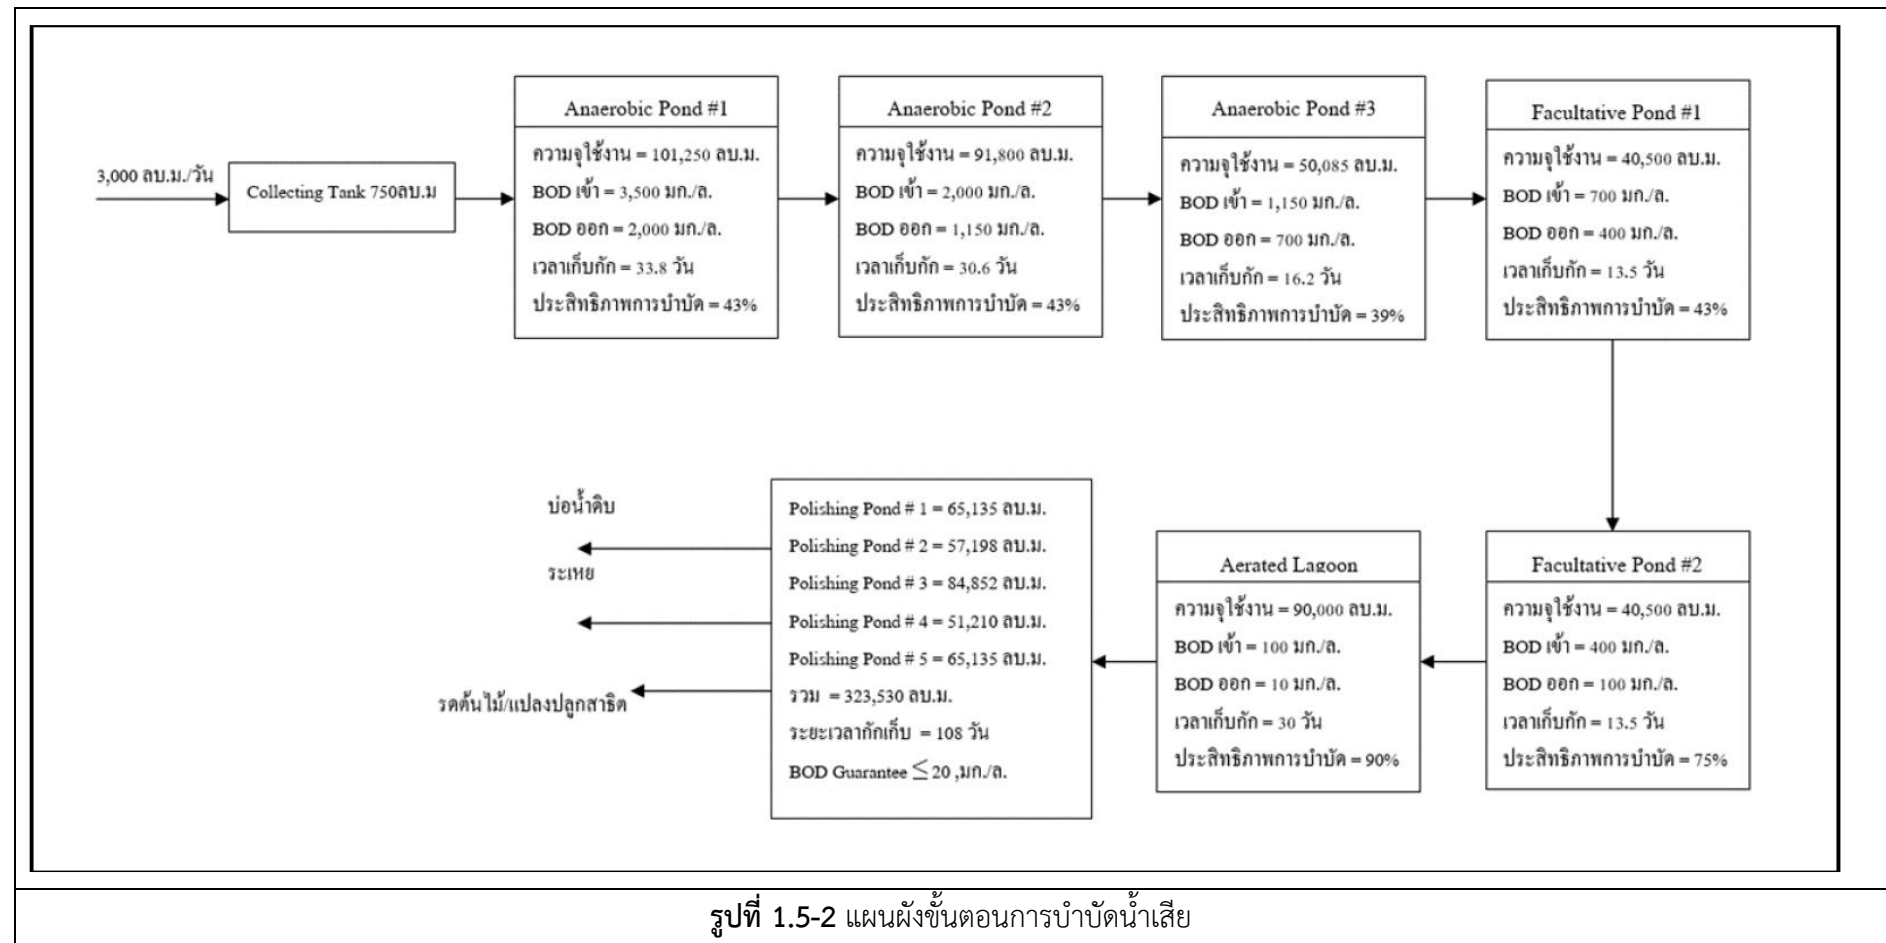 3,000 ลบ.ม./วัน
Collecting Tank 750ลบ.ม
Anaerobic Pond #1
ความจุใช้งาน = 101,250 ลบ.ม.
BOD เข้า = 3,500 มก./ล.
BOD ออก = 2,000 มก./ล.
เวลาเก็บกัก = 33.8 วัน
ประสิทธิภาพการบำบัด = 43%
Anaerobic Pond #2
ความจุใช้งาน = 91,800 ลบ.ม.
BOD เข้า = 2,000 มก./ล.
BOD ออก = 1,150 มก./ล.
เวลาเก็บกัก = 30.6 วัน
ประสิทธิภาพการบำบัด = 43%
Anaerobic Pond #3
ความจุใช้งาน = 50,085 ลบ.ม.
BOD เข้า = 1,150 มก./ล.
BOD ออก = 700 มก./ล.
เวลาเก็บกัก = 16.2 วัน
ประสิทธิภาพการบำบัด = 39%
Facultative Pond #1
ความจุใช้งาน = 40,500 ลบ.ม.
BOD เข้า = 700 มก./ล.
BOD ออก = 400 มก./ล.
เวลาเก็บกัก = 13.5 วัน
ประสิทธิภาพการบำบัด = 43%
Facultative Pond #2
ความจุใช้งาน = 40,500 ลบ.ม.
BOD เข้า = 400 มก./ล.
BOD ออก = 100 มก./ล.
เวลาเก็บกัก = 13.5 วัน
ประสิทธิภาพการบำบัด = 75%
Aerated Lagoon
ความจุใช้งาน = 90,000 ลบ.ม.
BOD เข้า = 100 มก./ล.
BOD ออก = 10 มก./ล.
เวลาเก็บกัก = 30 วัน
ประสิทธิภาพการบำบัด = 90%
Polishing Pond # 1 = 65,135 ลบ.ม.
Polishing Pond # 2 = 57,198 ลบ.ม.
Polishing Pond # 3 = 84,852 ลบ.ม.
Polishing Pond # 4 = 51,210 ลบ.ม.
Polishing Pond # 5 = 65,135 ลบ.ม.
รวม = 323,530 ลบ.ม.
ระยะเวลากักเก็บ = 108 วัน
BOD Guarantee ≤ 20 ,มก./ล.
บ่อน้ำดิบ
ระเหย
รดต้นไม้/แปลงปลูกสาธิต
รูปที่ 1.5-2 แผนผังขั้นตอนการบำบัดน้ำเสีย